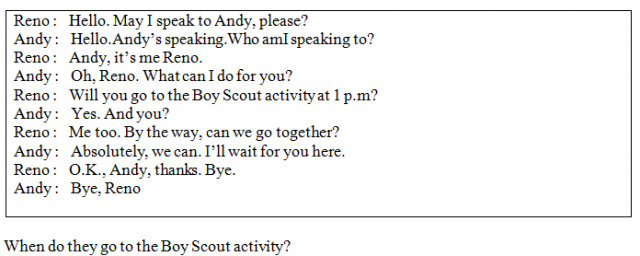 Reno : Hello. May I speak to Andy, please?
Andy : Hello.Andy's speaking.Who amI speaking to?
Reno : Andy, it's me Reno.
Andy : Oh, Reno. What can I do for you?
Reno : Will you go to the Boy Scout activity at 1 p.m?
Andy : Yes. And you?
Reno : Me too. By the way, can we go together?
Andy : Absolutely, we can. I'll wait for you here.
Reno : O.K., Andy, thanks. Bye.
Andy : Bye, Reno
When do they go to the Boy Scout activity?